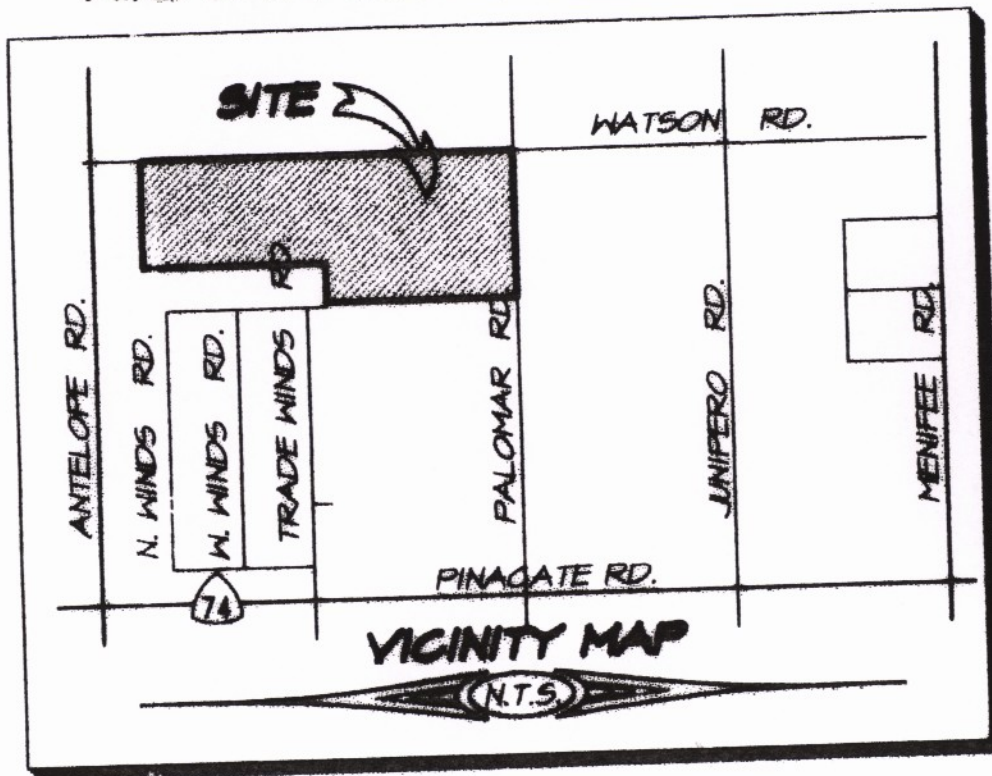 SITE
WATSON RD.
ANTELOPE RD.
N. WINDS RD.
W. WINDS RD.
TRADE WINDS RD
PALOMAR RD.
JUNIPERO RD.
MENIFEE RD.
PINACATE RD.
74
VICINITY MAP
N.T.S.